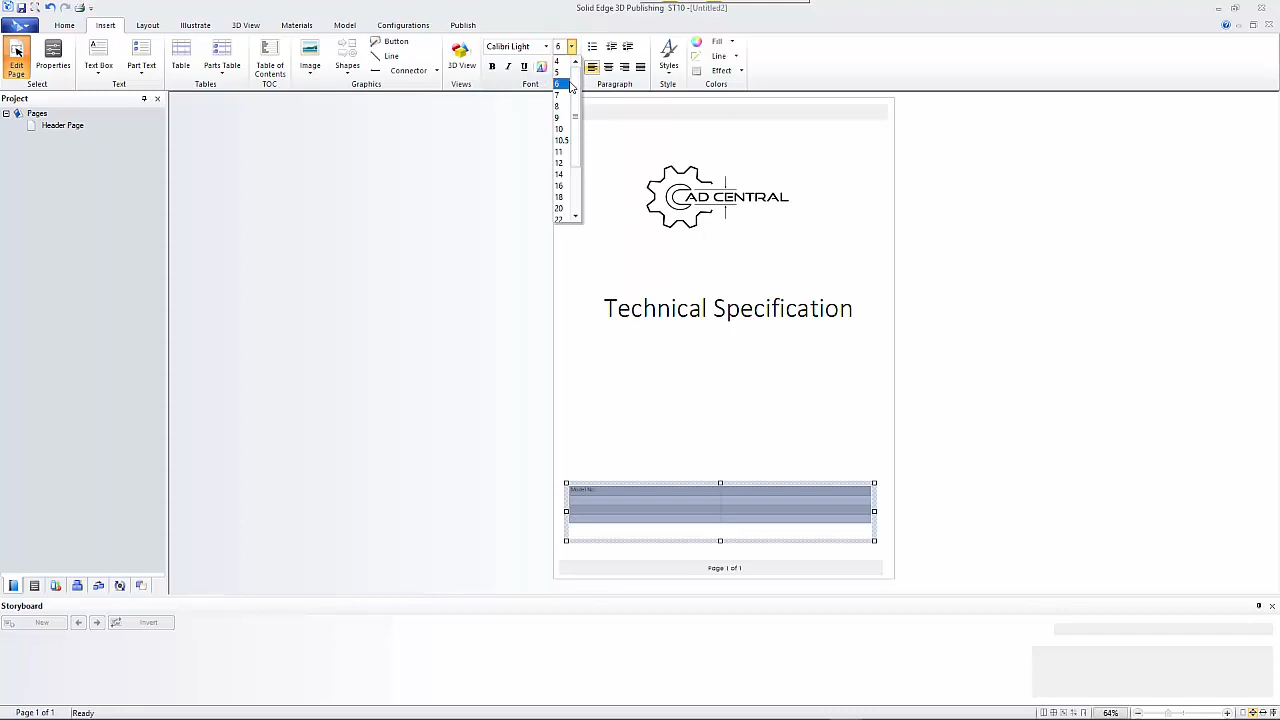 Solid Edge 3D Publishing ST10 -[Untitled2]
Home Insert Layout Illustrate 3D View Materials Model Configurations Publish
Edit Page Properties Text Box Part Text Table Parts Table Table of Contents Image Shapes Button Line Connector 3D View Calibri Light 6 B I U A Styles Fill Line Effect
Select Text Tables TOC Graphics Views Font Paragraph Style Colors
4
5
6
7
8
9
10
10.5
11
12
14
16
18
20
22
Project
Pages
Header Page
CAD CENTRAL
Technical Specification
Model No.
Page 1 of 1
Storyboard
New Invert
Page 1 of 1 Ready 64%